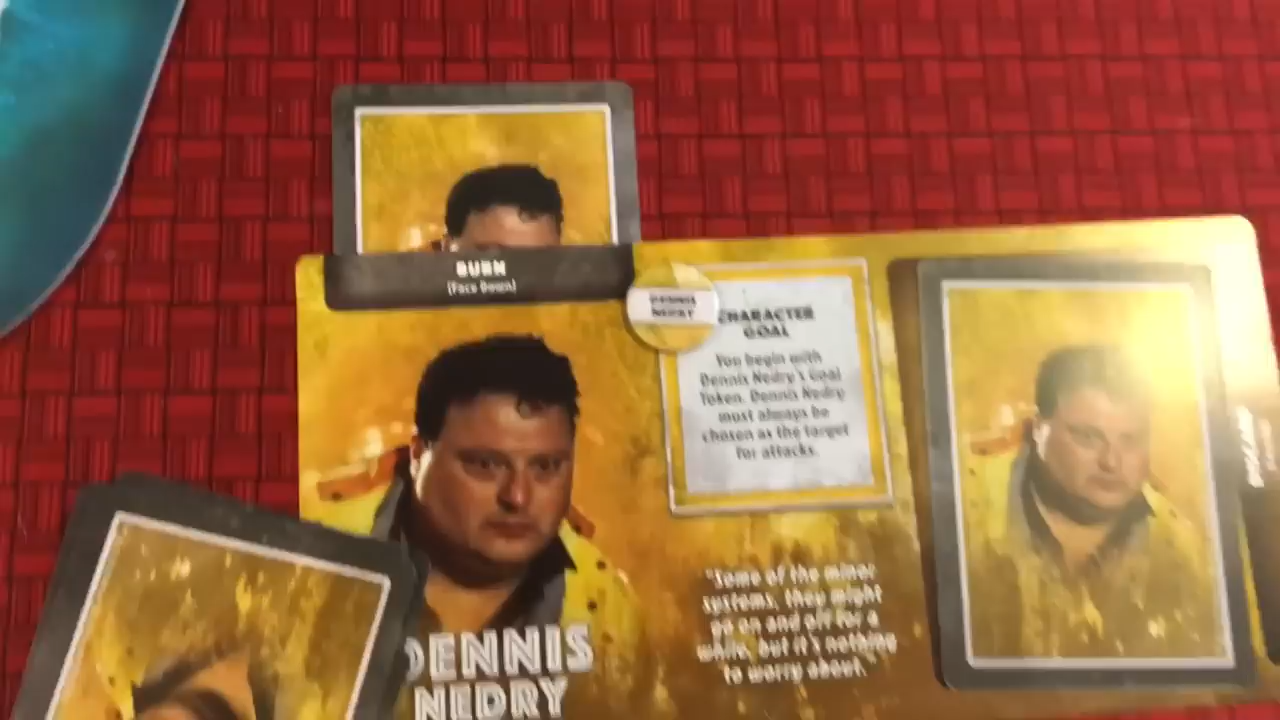 BURN
(Face Down)
DENNIS
NEDRY
CHARACTER
GOAL
You begin with
Dennis Nedry's Goal
Token. Dennis Nedry
must always be
chosen as the target
for attacks.
"Some of the minor
systems, they might
go on and off for a
while, but it's nothing
to worry about."
DENNIS
NEDRY